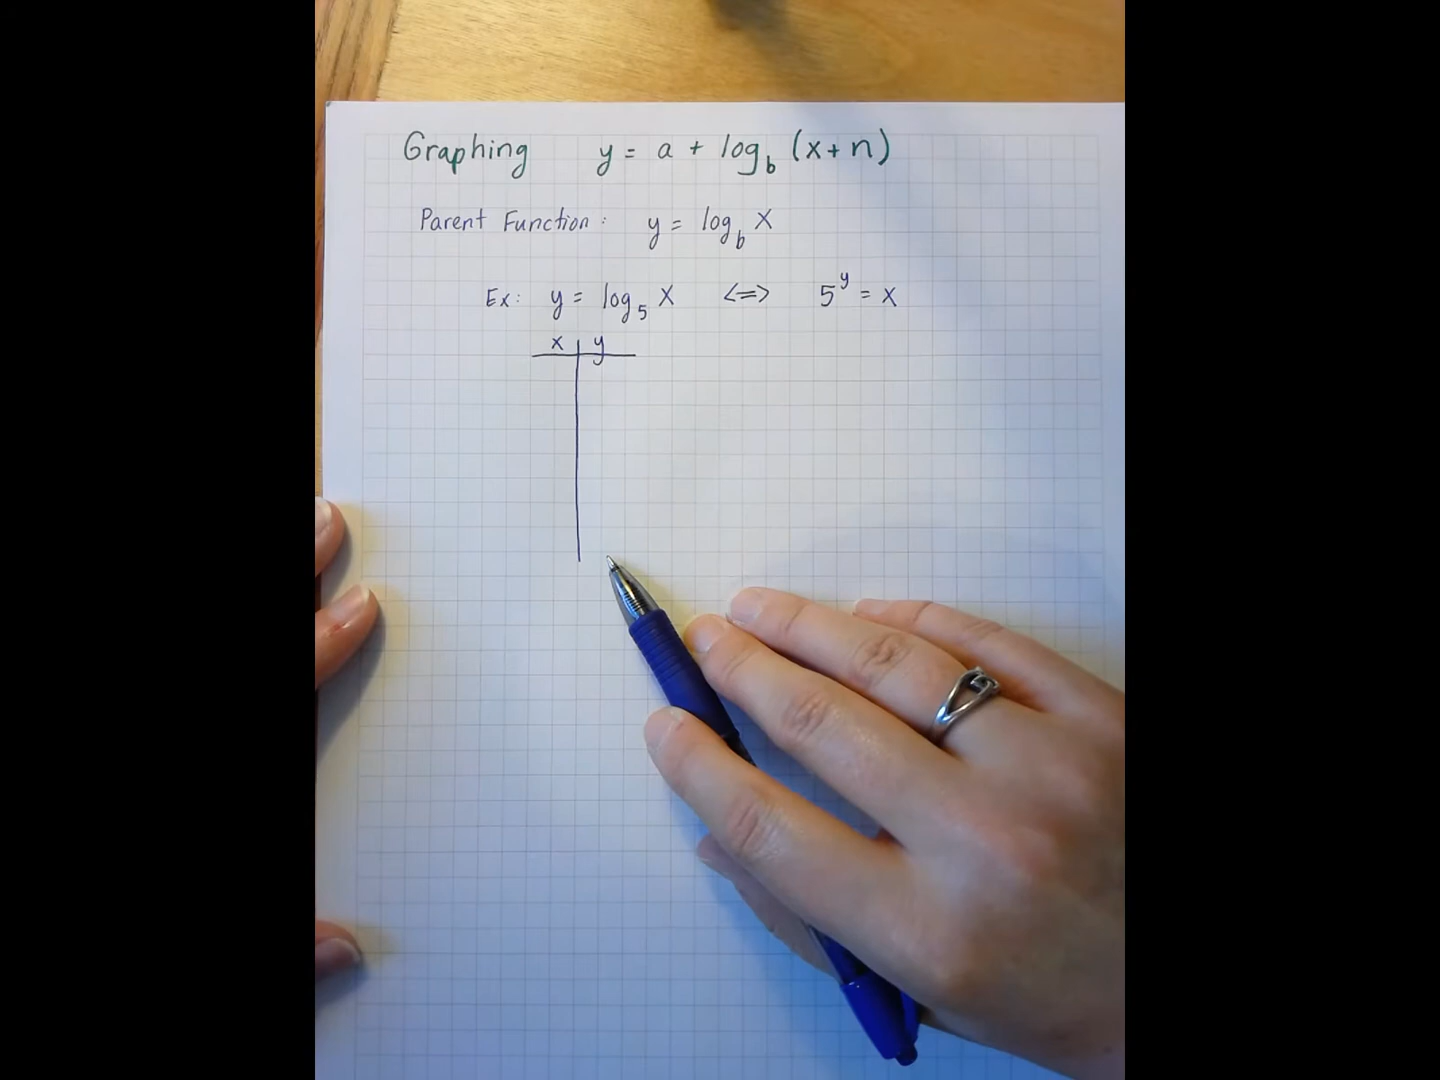 Graphing y = a + log_b (x+n)
Parent Function: y = log_b x
Ex: y = log_5 x <=> 5^y = x
x y